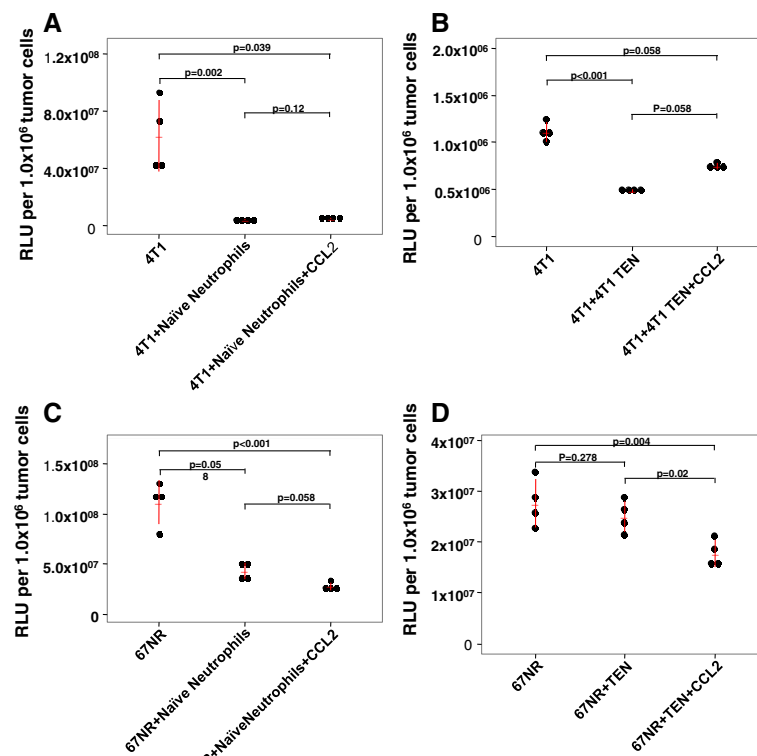 A
RLU per 1.0x10⁶ tumor cells
1.2x10⁰⁸
8.0x10⁰⁷
4.0x10⁰⁷
0
p=0.039
p=0.002
p=0.12
4T1
4T1+Naïve Neutrophils
4T1+Naïve Neutrophils+CCL2
B
RLU per 1.0x10⁶ tumor cells
2.0x10⁰⁶
1.5x10⁰⁶
1.0x10⁰⁶
0.5x10⁰⁶
0
p=0.058
p<0.001
P=0.058
4T1
4T1+4T1 TEN
4T1+4T1 TEN+CCL2
C
RLU per 1.0x10⁶ tumor cells
1.5x10⁰⁸
1.0x10⁰⁸
5.0x10⁰⁷
0
p<0.001
p=0.05
8
p=0.058
67NR
67NR+Naïve Neutrophils
+NaïveNeutrophils+CCL2
D
RLU per 1.0x10⁶ tumor cells
4x10⁰⁷
3x10⁰⁷
2x10⁰⁷
1x10⁰⁷
0
p=0.004
P=0.278
p=0.02
67NR
67NR+TEN
67NR+TEN+CCL2